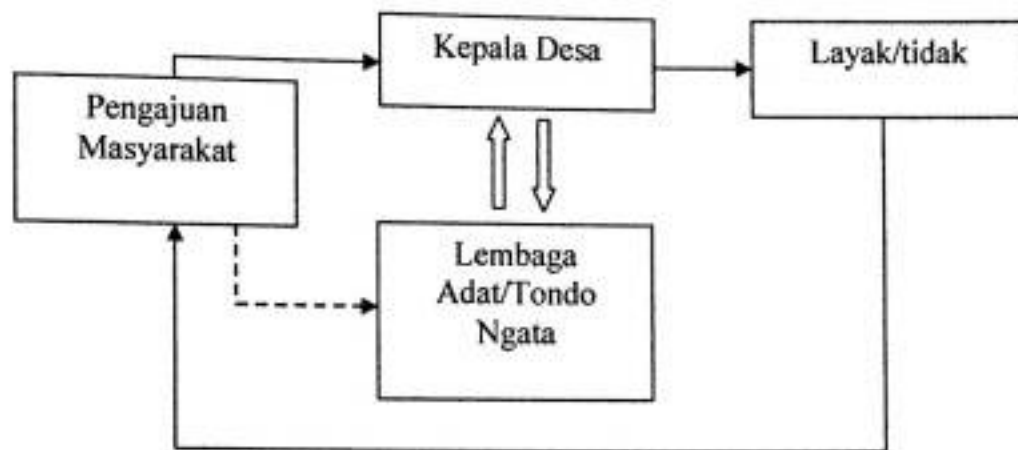 Kepala Desa
Layak/tidak
Pengajuan
Masyarakat
Lembaga
Adat/Tondo
Ngata